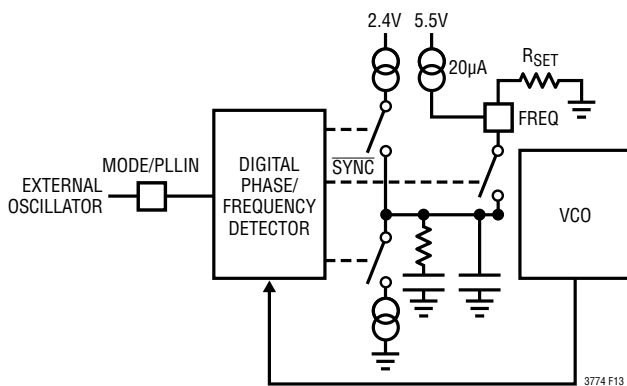 2.4V 5.5V
20µA
RSET
FREQ
MODE/PLLIN
EXTERNAL
OSCILLATOR
DIGITAL
PHASE/
FREQUENCY
DETECTOR
SYNC
VCO
3774 F13